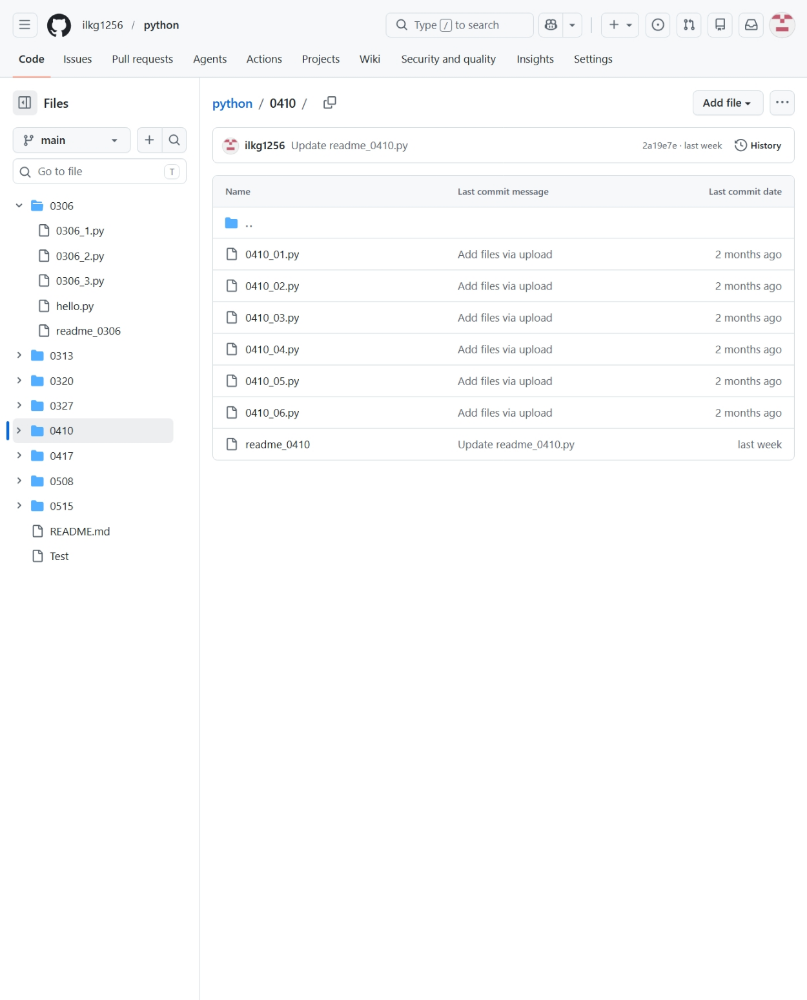 ilkg1256 / python
Type / to search
Code Issues Pull requests Agents Actions Projects Wiki Security and quality Insights Settings
Files
main
Go to file T
0306
0306_1.py
0306_2.py
0306_3.py
hello.py
readme_0306
0313
0320
0327
0410
0417
0508
0515
README.md
Test
python / 0410 /
Add file
ilkg1256 Update readme_0410.py 2a19e7e · last week History
Name Last commit message Last commit date
..
0410_01.py Add files via upload 2 months ago
0410_02.py Add files via upload 2 months ago
0410_03.py Add files via upload 2 months ago
0410_04.py Add files via upload 2 months ago
0410_05.py Add files via upload 2 months ago
0410_06.py Add files via upload 2 months ago
readme_0410 Update readme_0410.py last week